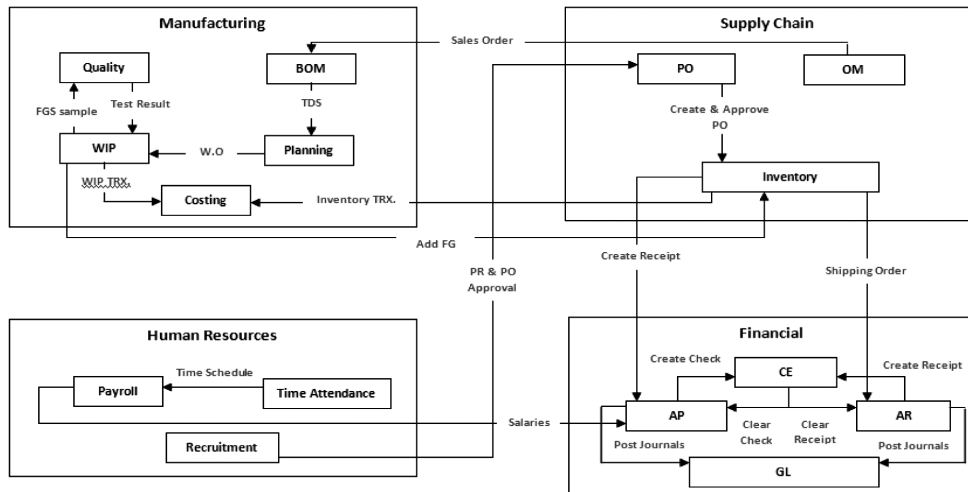 Manufacturing
Supply Chain
Sales Order
Quality
BOM
PO
OM
FGS sample
Test Result
TDS
Create & Approve
PO
WIP
W.O
Planning
WIP TRX.
Inventory
Costing
Inventory TRX.
Add FG
Create Receipt
PR & PO
Approval
Shipping Order
Human Resources
Financial
Time Schedule
Create Check
CE
Create Receipt
Payroll
Time Attendance
Salaries
AP
Clear
Check
Clear
Receipt
AR
Recruitment
Post Journals
Post Journals
GL